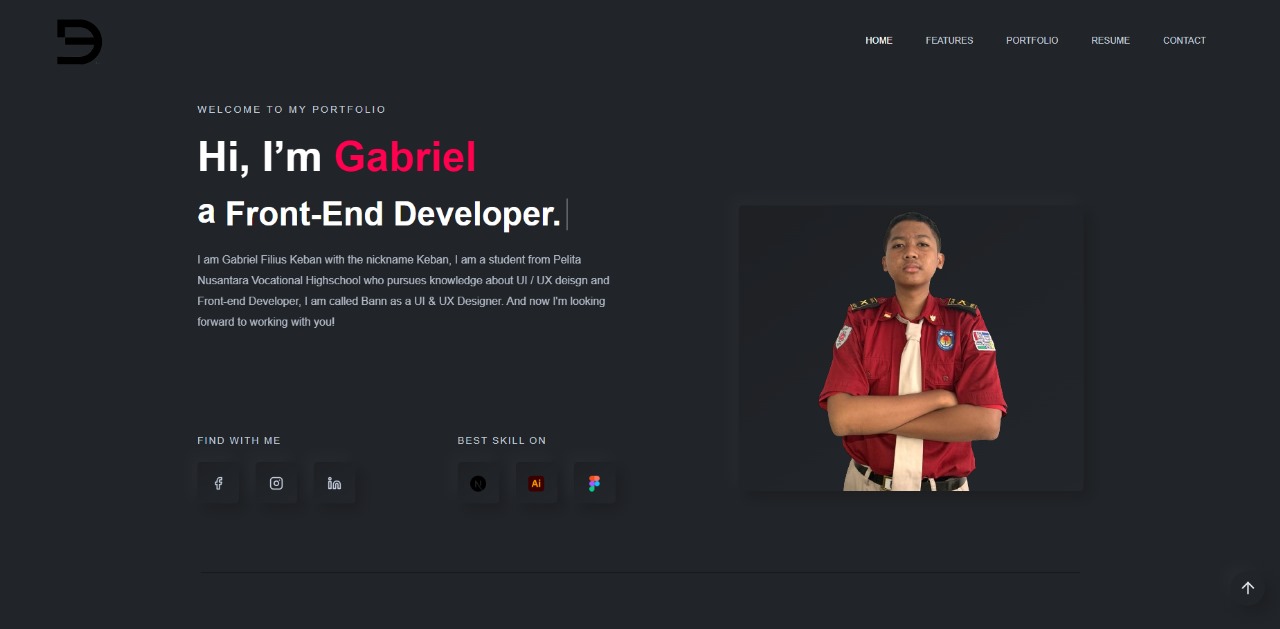 HOME FEATURES PORTFOLIO RESUME CONTACT
WELCOME TO MY PORTFOLIO
Hi, I’m Gabriel
a Front-End Developer.
I am Gabriel Filius Keban with the nickname Keban, I am a student from Pelita
Nusantara Vocational Highschool who pursues knowledge about UI / UX deisgn and
Front-end Developer, I am called Bann as a UI & UX Designer. And now I'm looking
forward to working with you!
FIND WITH ME
BEST SKILL ON
Ai